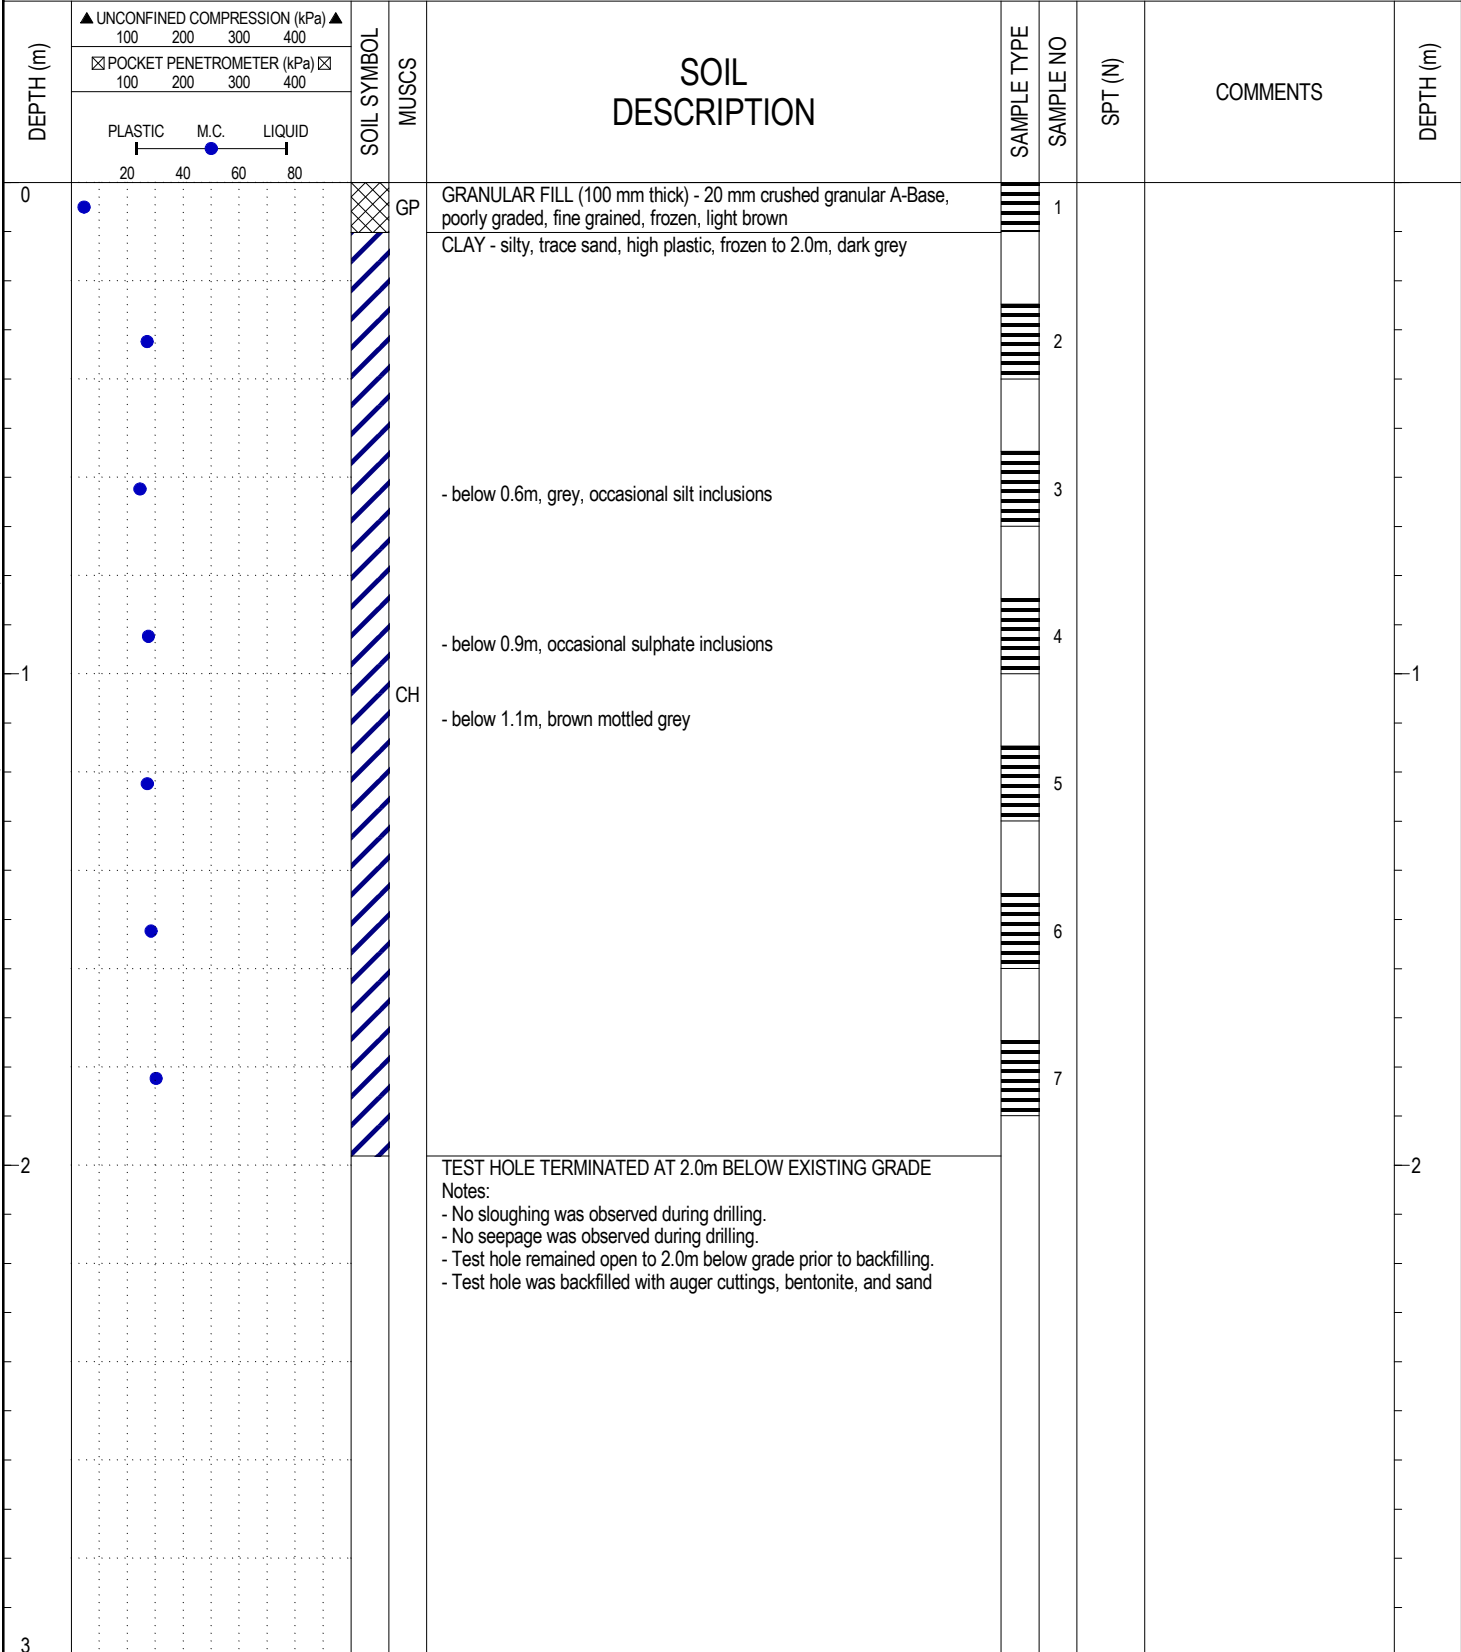 DEPTH (m)
▲ UNCONFINED COMPRESSION (kPa) ▲
100 200 300 400
☒ POCKET PENETROMETER (kPa) ☒
100 200 300 400
PLASTIC M.C. LIQUID
20 40 60 80
SOIL SYMBOL
MUSCS
SOIL
DESCRIPTION
SAMPLE TYPE
SAMPLE NO
SPT (N)
COMMENTS
DEPTH (m)
0
GP
GRANULAR FILL (100 mm thick) - 20 mm crushed granular A-Base,
poorly graded, fine grained, frozen, light brown
1
CLAY - silty, trace sand, high plastic, frozen to 2.0m, dark grey
2
- below 0.6m, grey, occasional silt inclusions
3
- below 0.9m, occasional sulphate inclusions
4
1
1
CH
- below 1.1m, brown mottled grey
5
6
7
2
2
TEST HOLE TERMINATED AT 2.0m BELOW EXISTING GRADE
Notes:
- No sloughing was observed during drilling.
- No seepage was observed during drilling.
- Test hole remained open to 2.0m below grade prior to backfilling.
- Test hole was backfilled with auger cuttings, bentonite, and sand
3